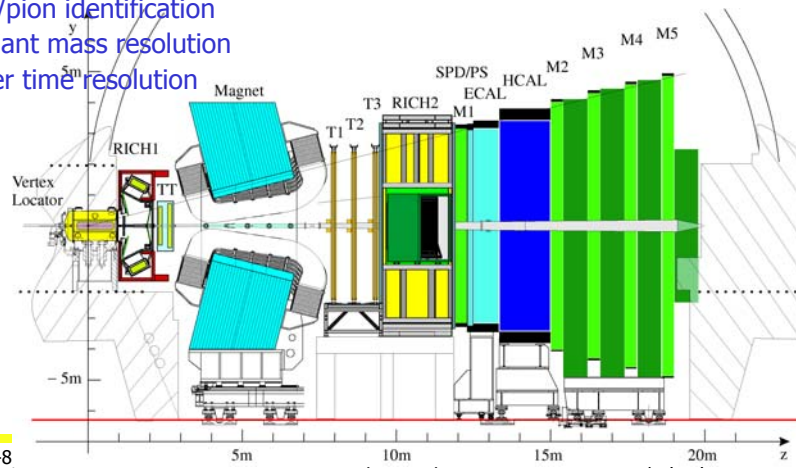 /pion identification
ant mass resolution
er time resolution
y
5m
Magnet
SPD/PS
ECAL
HCAL
M1
M2
M3
M4
M5
T1
T2
T3
RICH2
RICH1
TT
Vertex
Locator
− 5m
5m
10m
15m
20m
z
-8